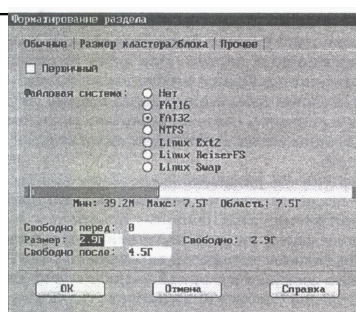 Форматирование раздела
Обычные Размер кластера/блока Прочее
Первичный
Файловая система: Нет
FAT16
FAT32
NTFS
Linux Ext2
Linux ReiserFS
Linux Swap
Мин: 39.2М Макс: 7.5Г Область: 7.5Г
Свободно перед: 0
Размер: 2.9Г Свободно: 2.9Г
Свободно после: 4.5Г
ОК Отмена Справка